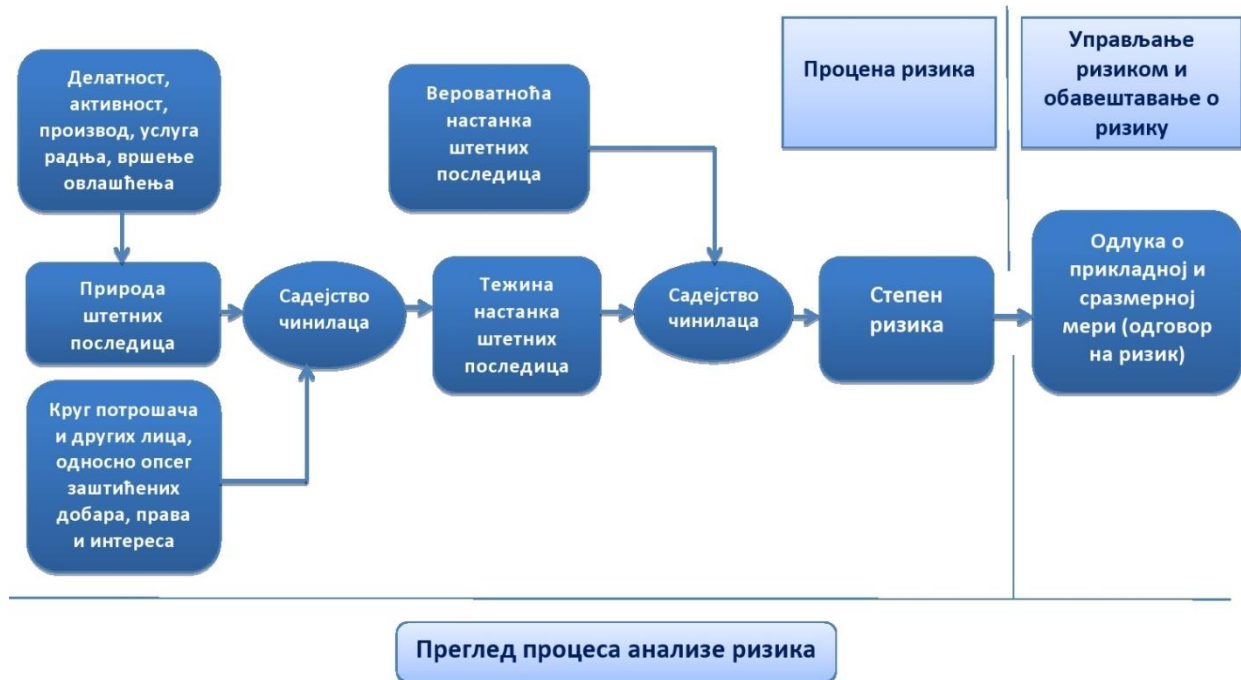 Делатност,
активност,
производ, услуга
радња, вршење
овлашћења
Вероватноћа
настанка
штетних
последица
Процена ризика
Управљање
ризиком и
обавештавање о
ризику
Природа
штетних
последица
Садејство
чинилаца
Тежина
настанка
штетних
последица
Садејство
чинилаца
Степен
ризика
Одлука о
прикладној и
сразмерној
мери (одговор
на ризик)
Круг потрошача
и других лица,
односно опсег
заштићених
добара, права
и интереса
Преглед процеса анализе ризика